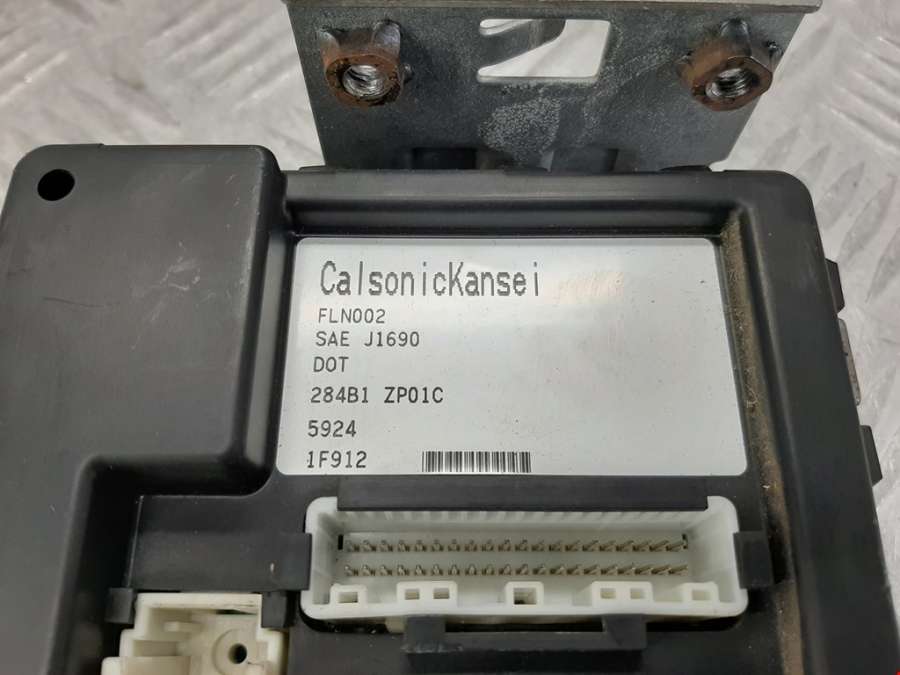 CalsonicKansei
FLN002
SAE J1690
DOT
284B1 ZP01C
5924
1F912